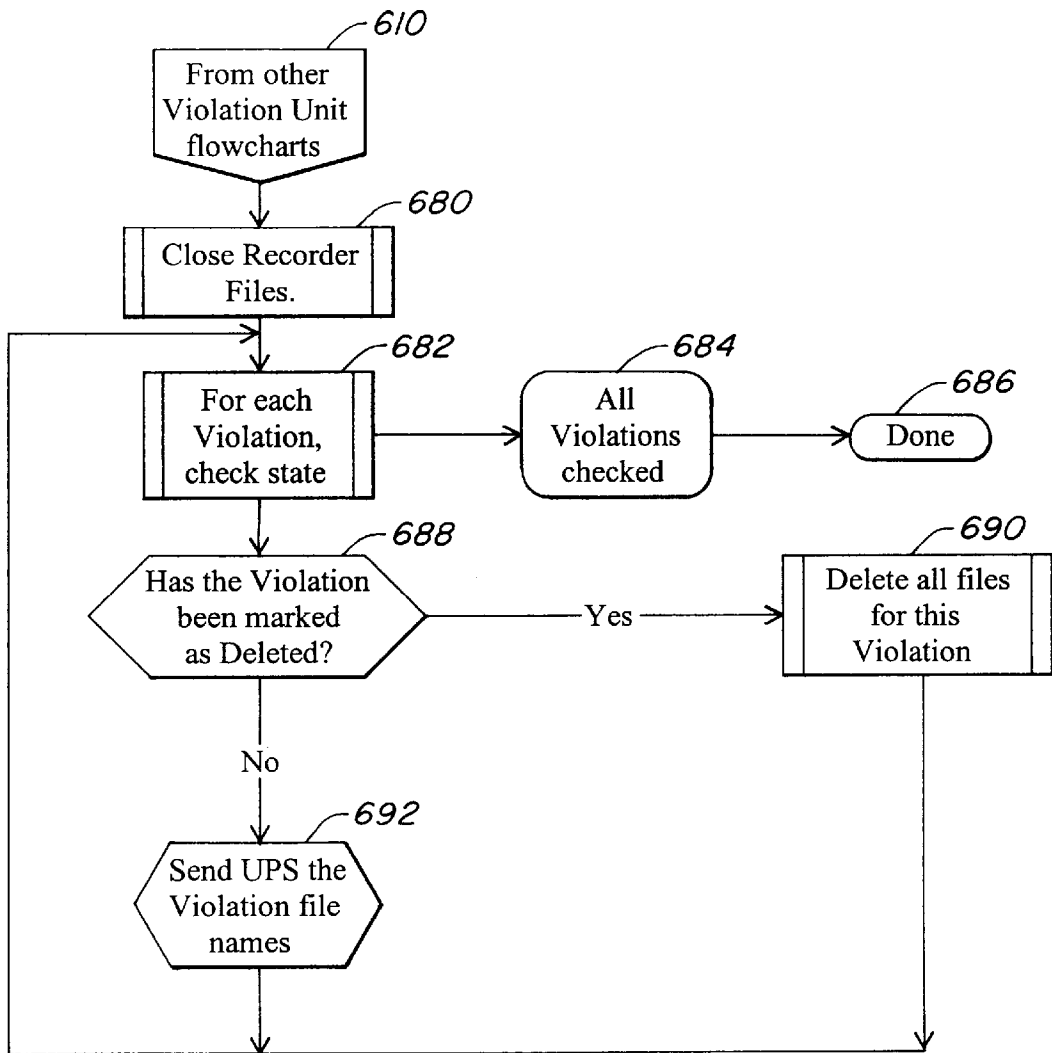 610
From other
Violation Unit
flowcharts
680
Close Recorder
Files.
682
For each
Violation,
check state
684
All
Violations
checked
686
Done
688
Has the Violation
been marked
as Deleted?
Yes
690
Delete all files
for this
Violation
No
692
Send UPS the
Violation file
names